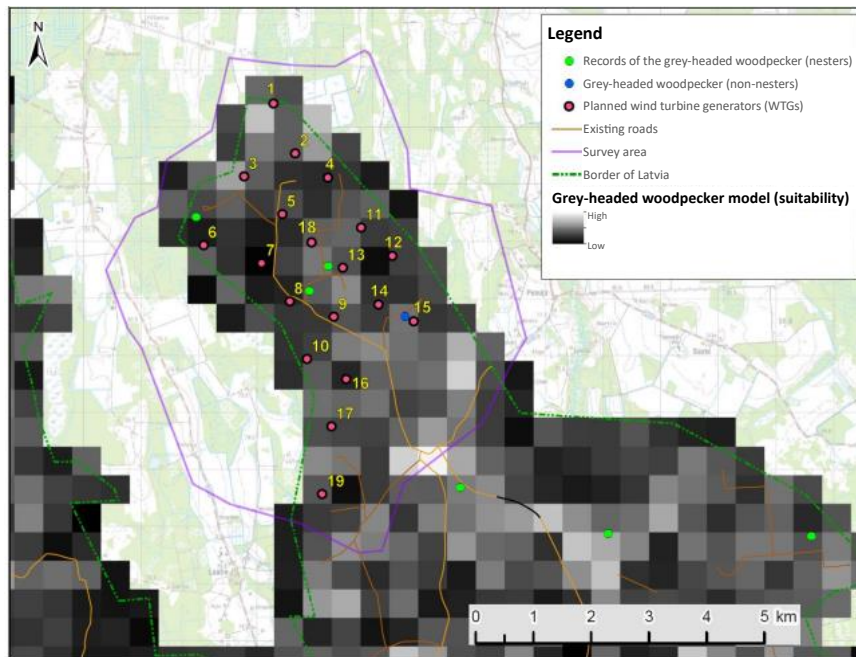 N
Legend
Records of the grey-headed woodpecker (nesters)
Grey-headed woodpecker (non-nesters)
Planned wind turbine generators (WTGs)
Existing roads
Survey area
Border of Latvia
Grey-headed woodpecker model (suitability)
High
Low
1
2
3
4
5
18
11
6
7
13
12
8
9
14
15
10
16
17
19
0 1 2 3 4 5 km